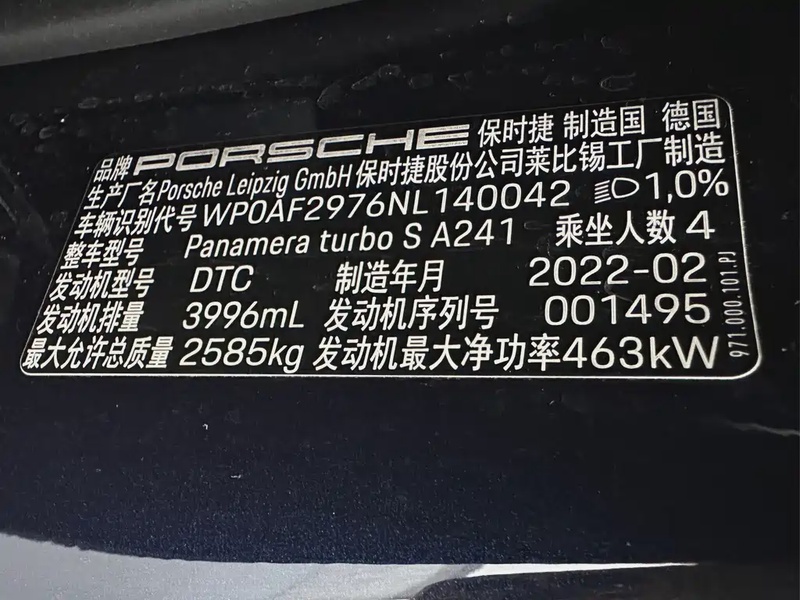 品牌 PORSCHE 保时捷 制造国 德国
生产厂名Porsche Leipzig GmbH 保时捷股份公司莱比锡工厂制造
车辆识别代号 WP0AF2976NL140042 1,0%
整车型号 Panamera turbo S A241 乘坐人数 4
发动机型号 DTC 制造年月 2022-02
发动机排量 3996mL 发动机序列号 001495
最大允许总质量 2585kg 发动机最大净功率463kW
971.000.101.PJ